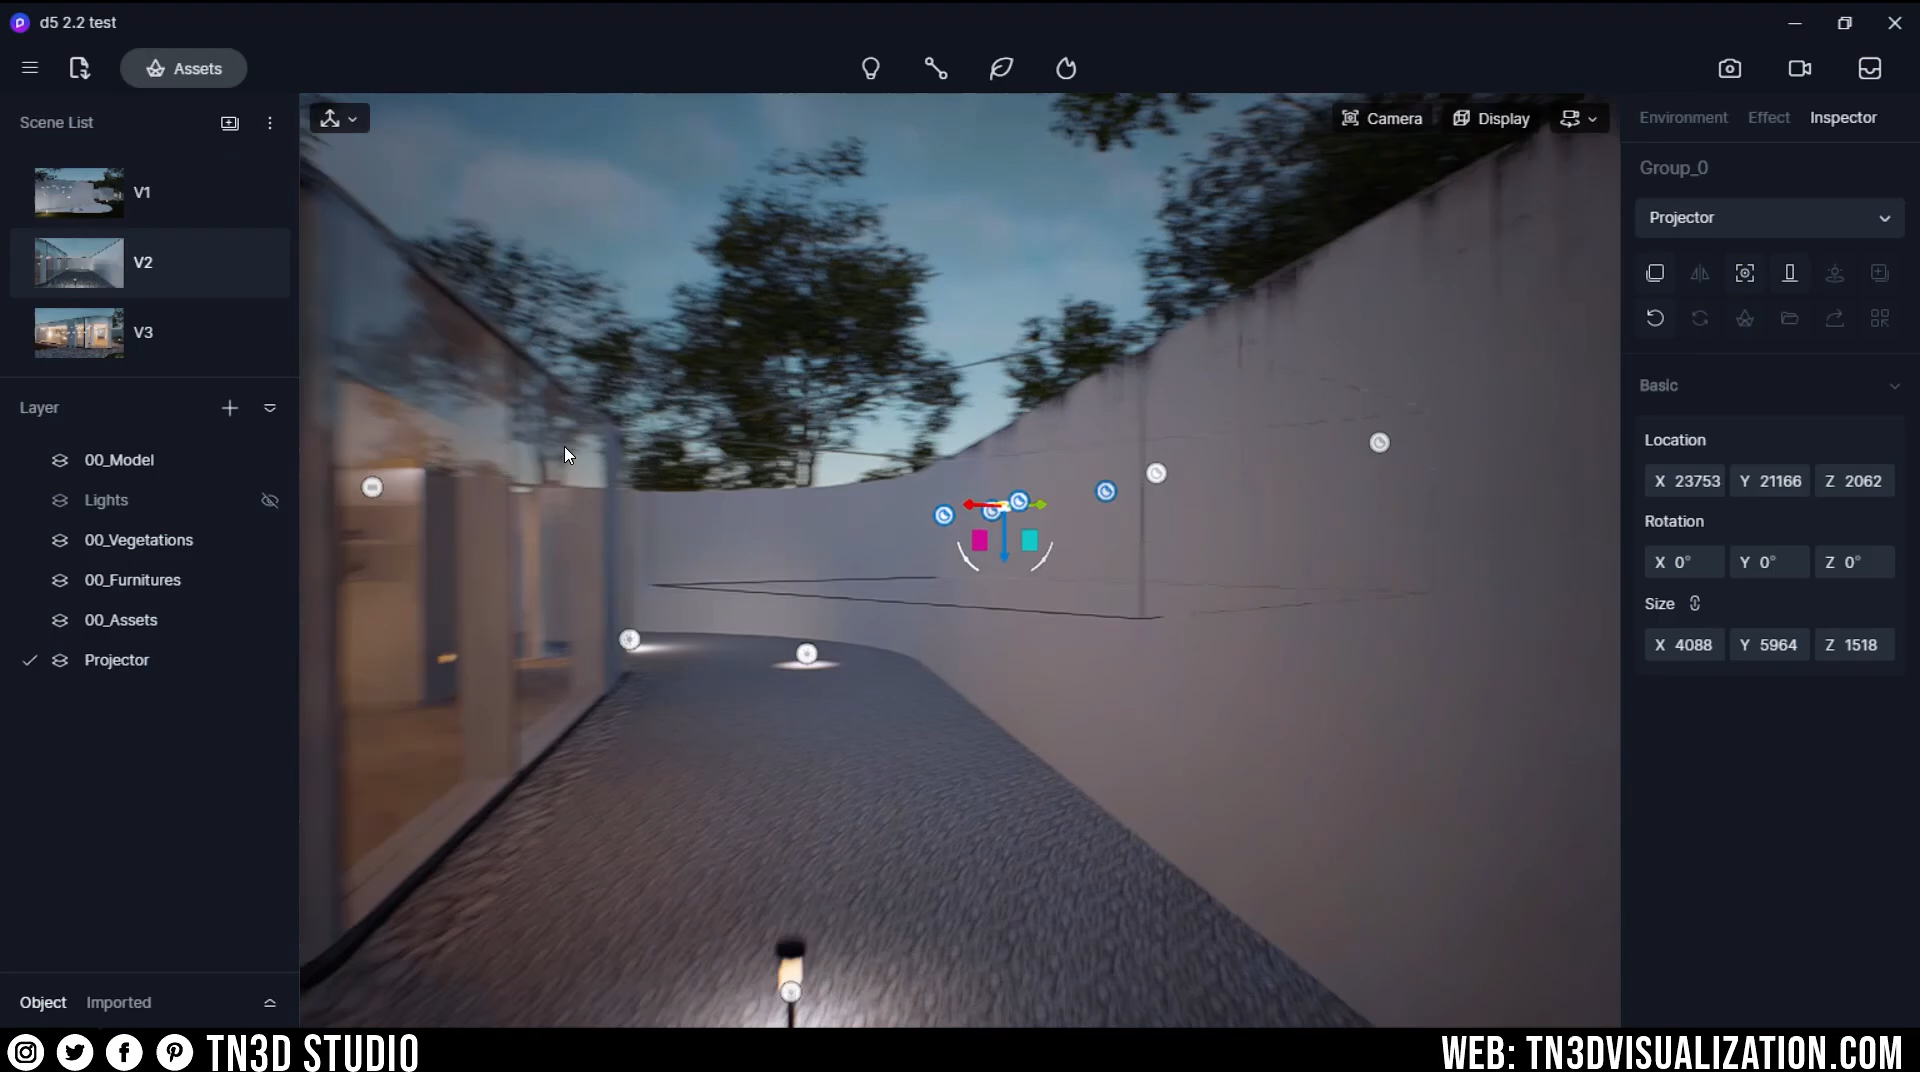 d5 2.2 test
Assets
Scene List
V1
V2
V3
Layer
00_Model
Lights
00_Vegetations
00_Furnitures
00_Assets
Projector
Object Imported
Camera Display
Environment Effect Inspector
Group_0
Projector
Basic
Location
X 23753 Y 21166 Z 2062
Rotation
X 0° Y 0° Z 0°
Size
X 4088 Y 5964 Z 1518
TN3D STUDIO
WEB: TN3DVISUALIZATION.COM